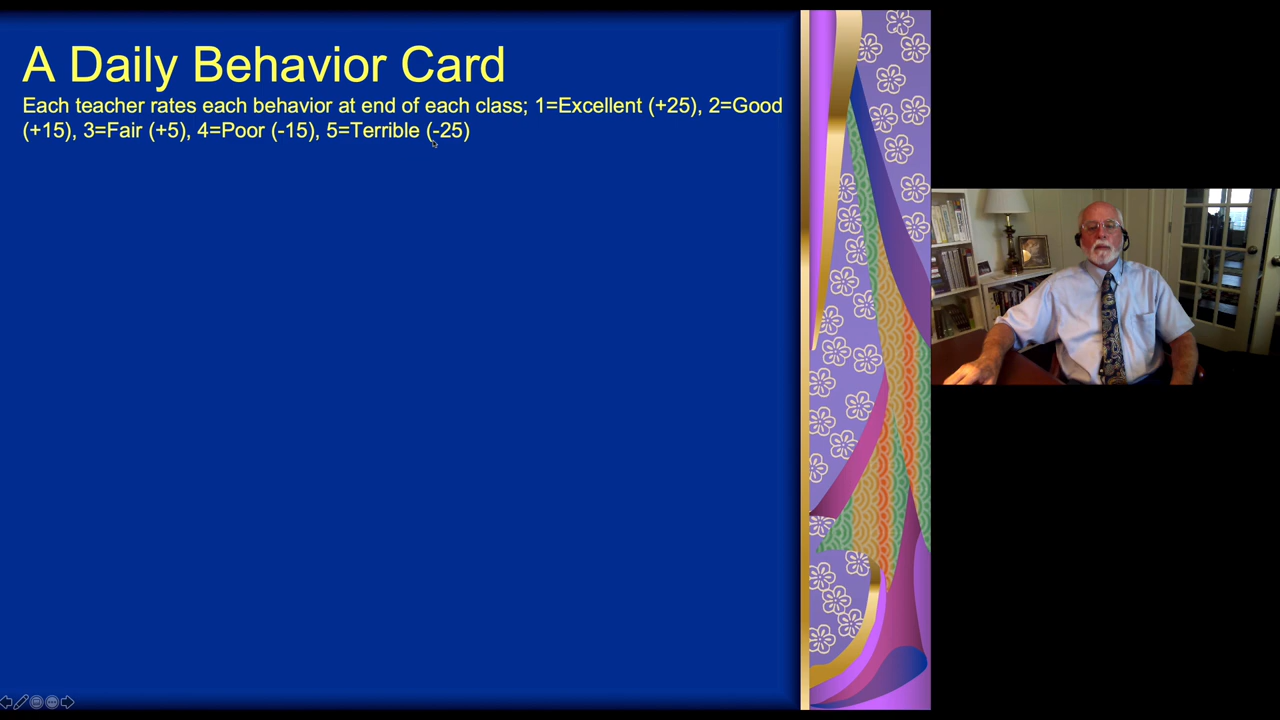 A Daily Behavior Card
Each teacher rates each behavior at end of each class; 1=Excellent (+25), 2=Good
(+15), 3=Fair (+5), 4=Poor (-15), 5=Terrible (-25)